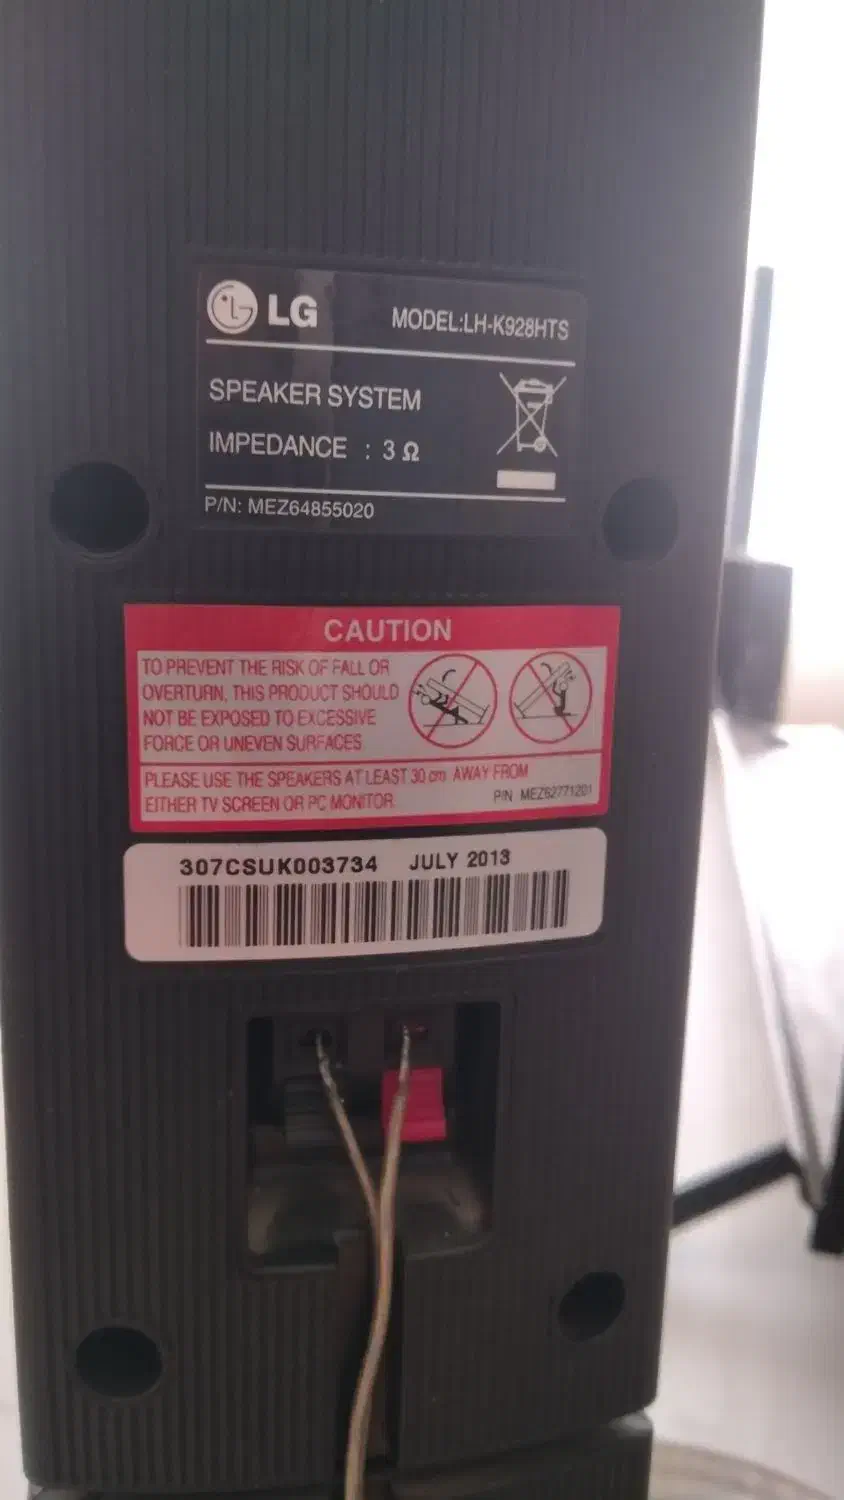 LG MODEL:LH-K928HTS
SPEAKER SYSTEM
IMPEDANCE : 3 Ω
P/N: MEZ64855020
CAUTION
TO PREVENT THE RISK OF FALL OR
OVERTURN, THIS PRODUCT SHOULD
NOT BE EXPOSED TO EXCESSIVE
FORCE OR UNEVEN SURFACES
PLEASE USE THE SPEAKERS AT LEAST 30 cm AWAY FROM
EITHER TV SCREEN OR PC MONITOR
P/N MEZ62771201
307CSUK003734 JULY 2013